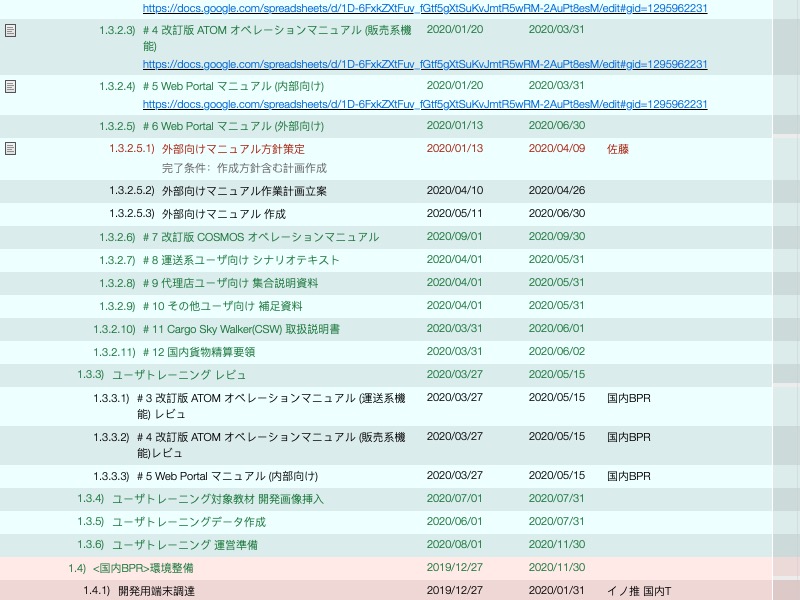 https://docs.google.com/spreadsheets/d/1D-6FxkZXtFuv_fGtf5gXtSuKvJmtR5wRM-2AuPt8esM/edit#gid=1295962231
1.3.2.3) # 4 改訂版 ATOM オペレーションマニュアル (販売系機 2020/01/20 2020/03/31
能)
https://docs.google.com/spreadsheets/d/1D-6FxkZXtFuv_fGtf5gXtSuKvJmtR5wRM-2AuPt8esM/edit#gid=1295962231
1.3.2.4) # 5 Web Portal マニュアル (内部向け) 2020/01/20 2020/03/31
https://docs.google.com/spreadsheets/d/1D-6FxkZXtFuv_fGtf5gXtSuKvJmtR5wRM-2AuPt8esM/edit#gid=1295962231
1.3.2.5) # 6 Web Portal マニュアル (外部向け) 2020/01/13 2020/06/30
1.3.2.5.1) 外部向けマニュアル方針策定 2020/01/13 2020/04/09 佐藤
完了条件: 作成方針含む計画作成
1.3.2.5.2) 外部向けマニュアル作業計画立案 2020/04/10 2020/04/26
1.3.2.5.3) 外部向けマニュアル 作成 2020/05/11 2020/06/30
1.3.2.6) # 7 改訂版 COSMOS オペレーションマニュアル 2020/09/01 2020/09/30
1.3.2.7) # 8 運送系ユーザ向け シナリオテキスト 2020/04/01 2020/05/31
1.3.2.8) # 9 代理店ユーザ向け 集合説明資料 2020/04/01 2020/05/31
1.3.2.9) # 10 その他ユーザ向け 補足資料 2020/04/01 2020/05/31
1.3.2.10) # 11 Cargo Sky Walker(CSW) 取扱説明書 2020/03/31 2020/06/01
1.3.2.11) # 12 国内貨物精算要領 2020/03/31 2020/06/02
1.3.3) ユーザトレーニング レビュ 2020/03/27 2020/05/15
1.3.3.1) # 3 改訂版 ATOM オペレーションマニュアル (運送系機 2020/03/27 2020/05/15 国内BPR
能) レビュ
1.3.3.2) # 4 改訂版 ATOM オペレーションマニュアル (販売系機 2020/03/27 2020/05/15 国内BPR
能)レビュ
1.3.3.3) # 5 Web Portal マニュアル (内部向け) 2020/03/27 2020/05/15 国内BPR
1.3.4) ユーザトレーニング対象教材 開発画像挿入 2020/07/01 2020/07/31
1.3.5) ユーザトレーニングデータ作成 2020/06/01 2020/07/31
1.3.6) ユーザトレーニング 運営準備 2020/08/01 2020/11/30
1.4) <国内BPR>環境整備 2019/12/27 2020/11/30
1.4.1) 開発用端末調達 2019/12/27 2020/01/31 イノ推 国内T